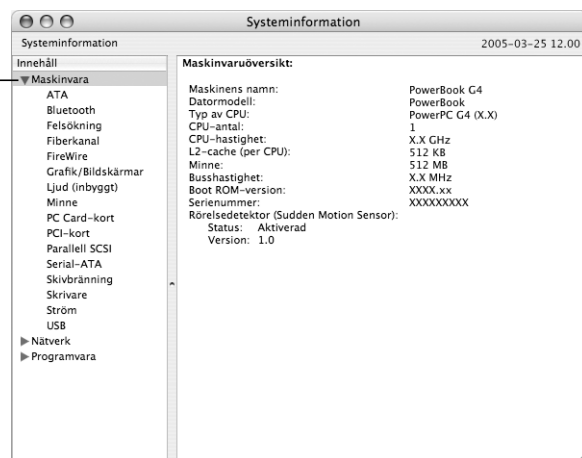 Systeminformation
Systeminformation 2005-03-25 12.00
Innehåll
Maskinvara
ATA
Bluetooth
Felsökning
Fiberkanal
FireWire
Grafik/Bildskärmar
Ljud (inbyggt)
Minne
PC Card-kort
PCI-kort
Parallell SCSI
Serial-ATA
Skivbränning
Skrivare
Ström
USB
Nätverk
Programvara
Maskinvaruöversikt:
Maskinens namn: PowerBook G4
Datormodell: PowerBook
Typ av CPU: PowerPC G4 (X.X)
CPU-antal: 1
CPU-hastighet: X.X GHz
L2-cache (per CPU): 512 KB
Minne: 512 MB
Busshastighet: X.X MHz
Boot ROM-version: XXXX.xx
Serienummer: XXXXXXXXX
Rörelsedetektor (Sudden Motion Sensor):
Status: Aktiverad
Version: 1.0